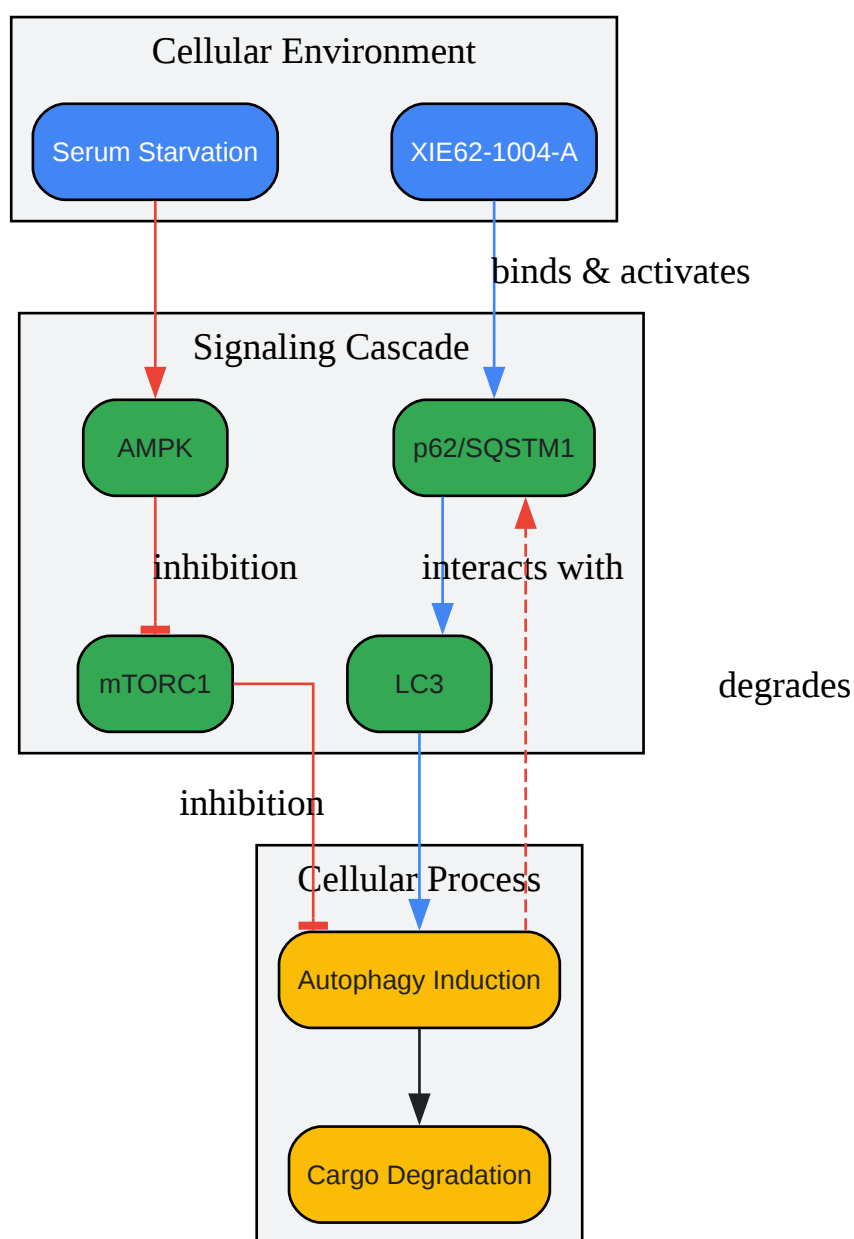 Cellular Environment
Serum Starvation
XIE62-1004-A
binds & activates
Signaling Cascade
AMPK
p62/SQSTM1
inhibition
interacts with
mTORC1
LC3
degrades
inhibition
Cellular Process
Autophagy Induction
Cargo Degradation